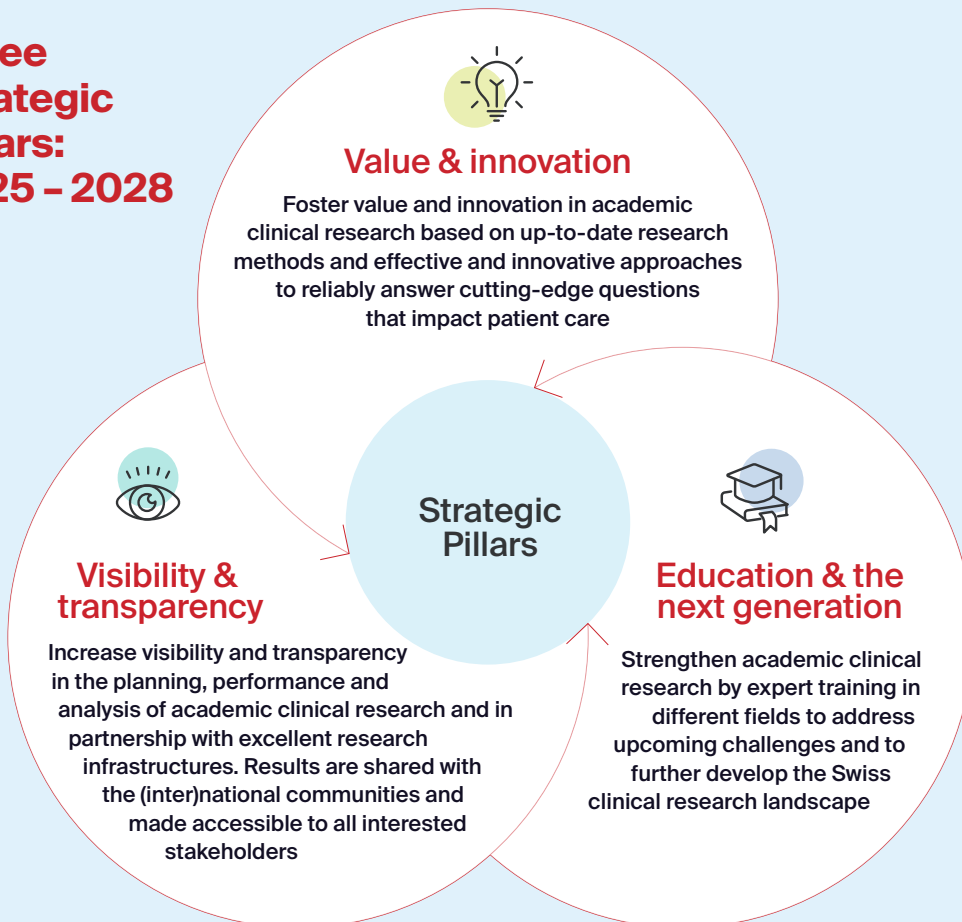 ee
ategic
ars:
25 – 2028
Value & innovation
Foster value and innovation in academic
clinical research based on up-to-date research
methods and effective and innovative approaches
to reliably answer cutting-edge questions
that impact patient care
Strategic
Pillars
Visibility &
transparency
Increase visibility and transparency
in the planning, performance and
analysis of academic clinical research and in
partnership with excellent research
infrastructures. Results are shared with
the (inter)national communities and
made accessible to all interested
stakeholders
Education & the
next generation
Strengthen academic clinical
research by expert training in
different fields to address
upcoming challenges and to
further develop the Swiss
clinical research landscape